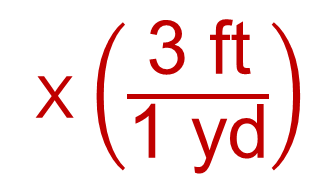 x (3 ft
1 yd)